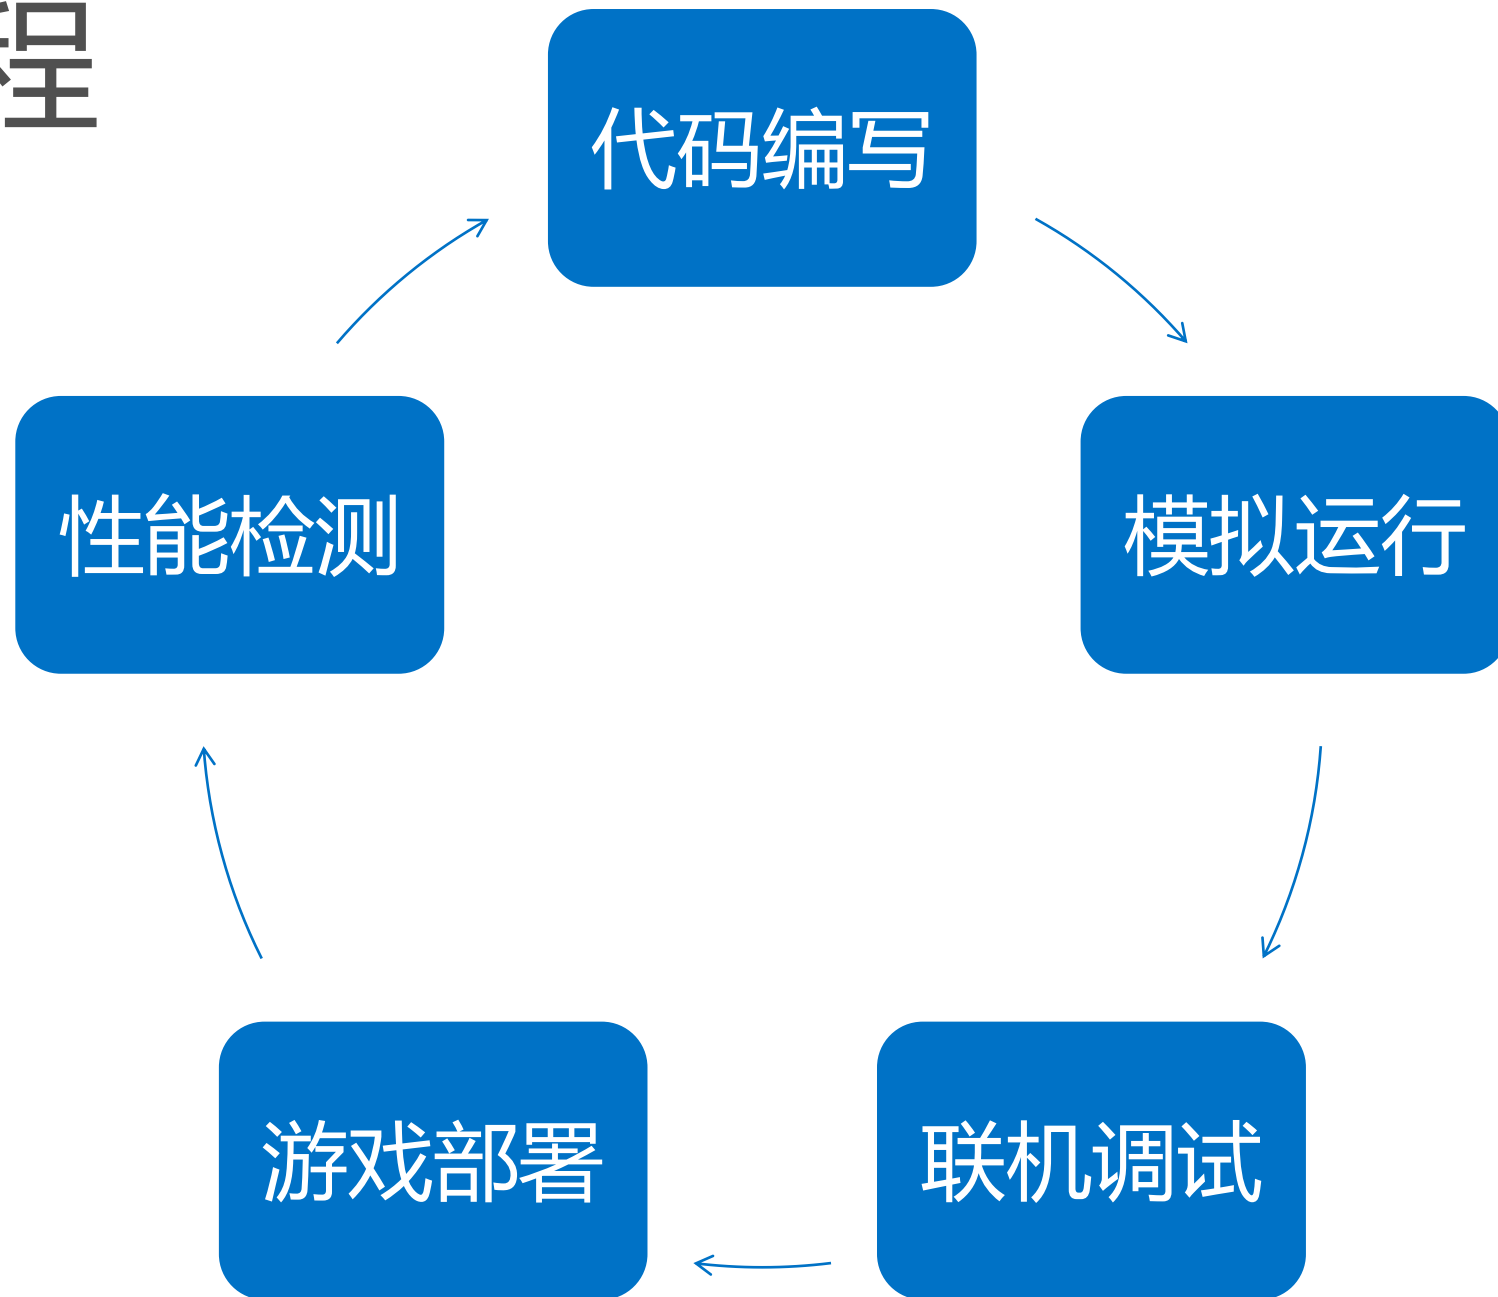 程
代码编写
性能检测
模拟运行
游戏部署
联机调试